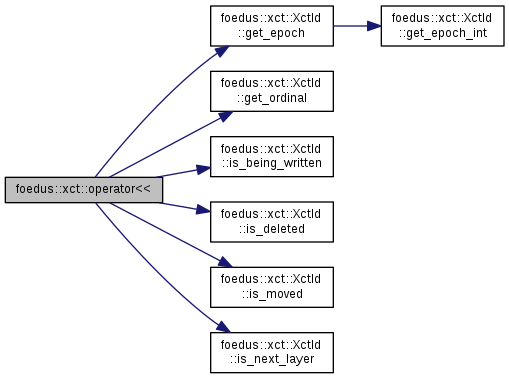 foedus::xct::XctId
::get_epoch
foedus::xct::XctId
::get_epoch_int
foedus::xct::XctId
::get_ordinal
foedus::xct::XctId
::is_being_written
foedus::xct::operator<<
foedus::xct::XctId
::is_deleted
foedus::xct::XctId
::is_moved
foedus::xct::XctId
::is_next_layer